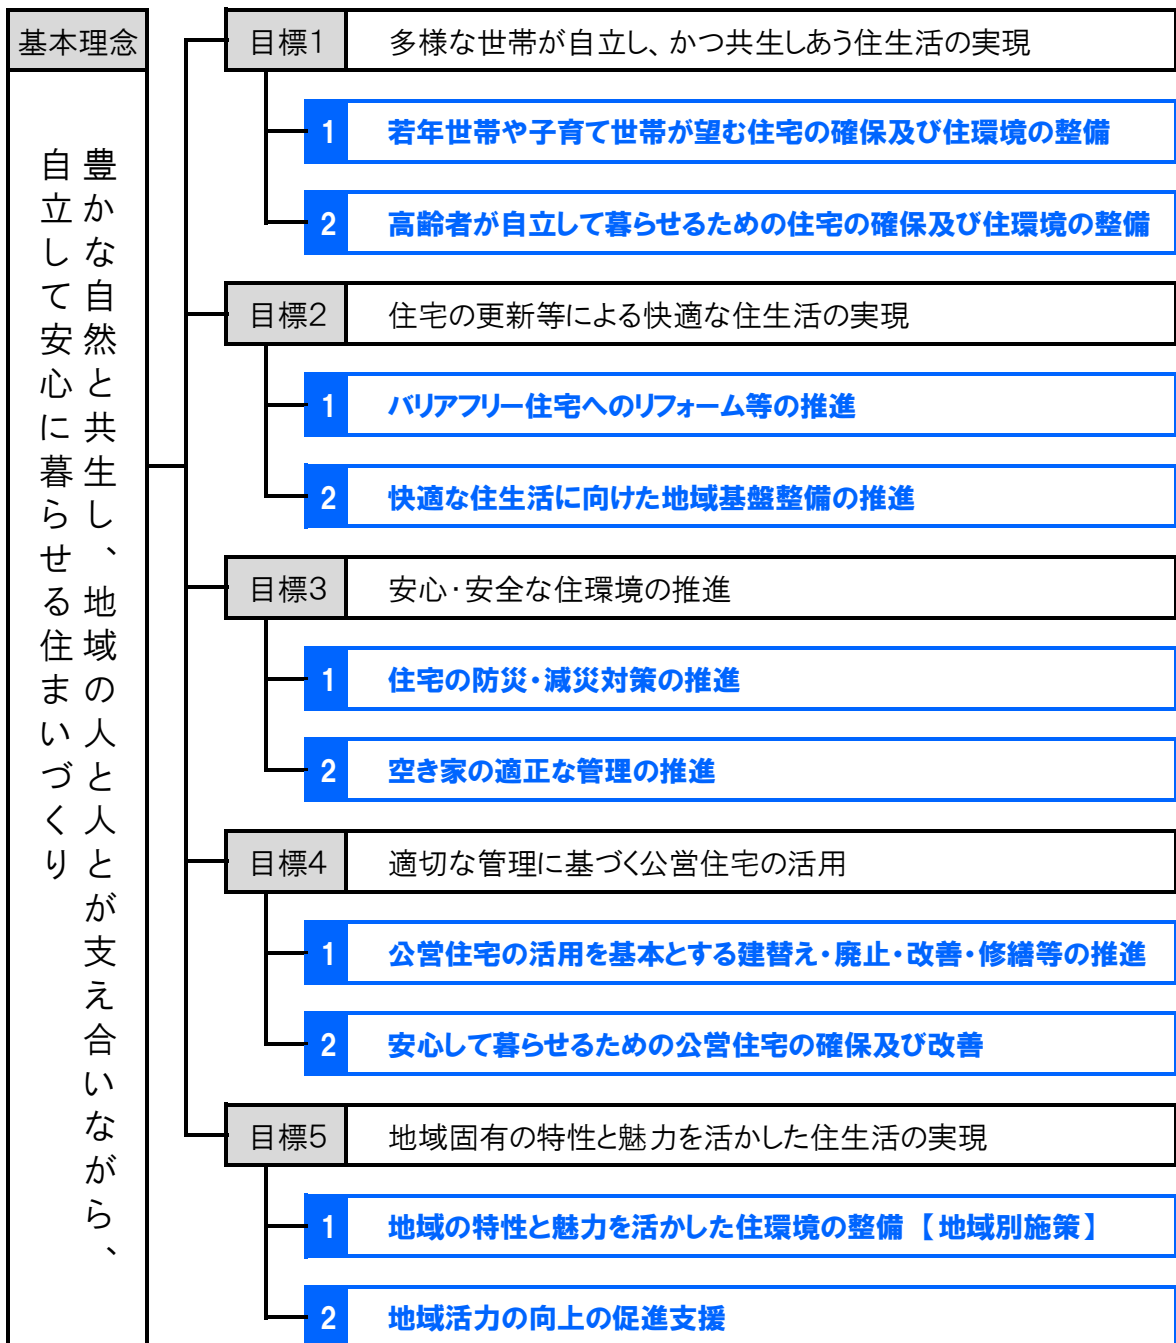 基本理念
豊かな自然と共生し、地域の人と人とが支え合いながら、
自立して安心に暮らせる住まいづくり
目標1 多様な世帯が自立し、かつ共生しあう住生活の実現
1 若年世帯や子育て世帯が望む住宅の確保及び住環境の整備
2 高齢者が自立して暮らせるための住宅の確保及び住環境の整備
目標2 住宅の更新等による快適な住生活の実現
1 バリアフリー住宅へのリフォーム等の推進
2 快適な住生活に向けた地域基盤整備の推進
目標3 安心・安全な住環境の推進
1 住宅の防災・減災対策の推進
2 空き家の適正な管理の推進
目標4 適切な管理に基づく公営住宅の活用
1 公営住宅の活用を基本とする建替え・廃止・改善・修繕等の推進
2 安心して暮らせるための公営住宅の確保及び改善
目標5 地域固有の特性と魅力を活かした住生活の実現
1 地域の特性と魅力を活かした住環境の整備【地域別施策】
2 地域活力の向上の促進支援